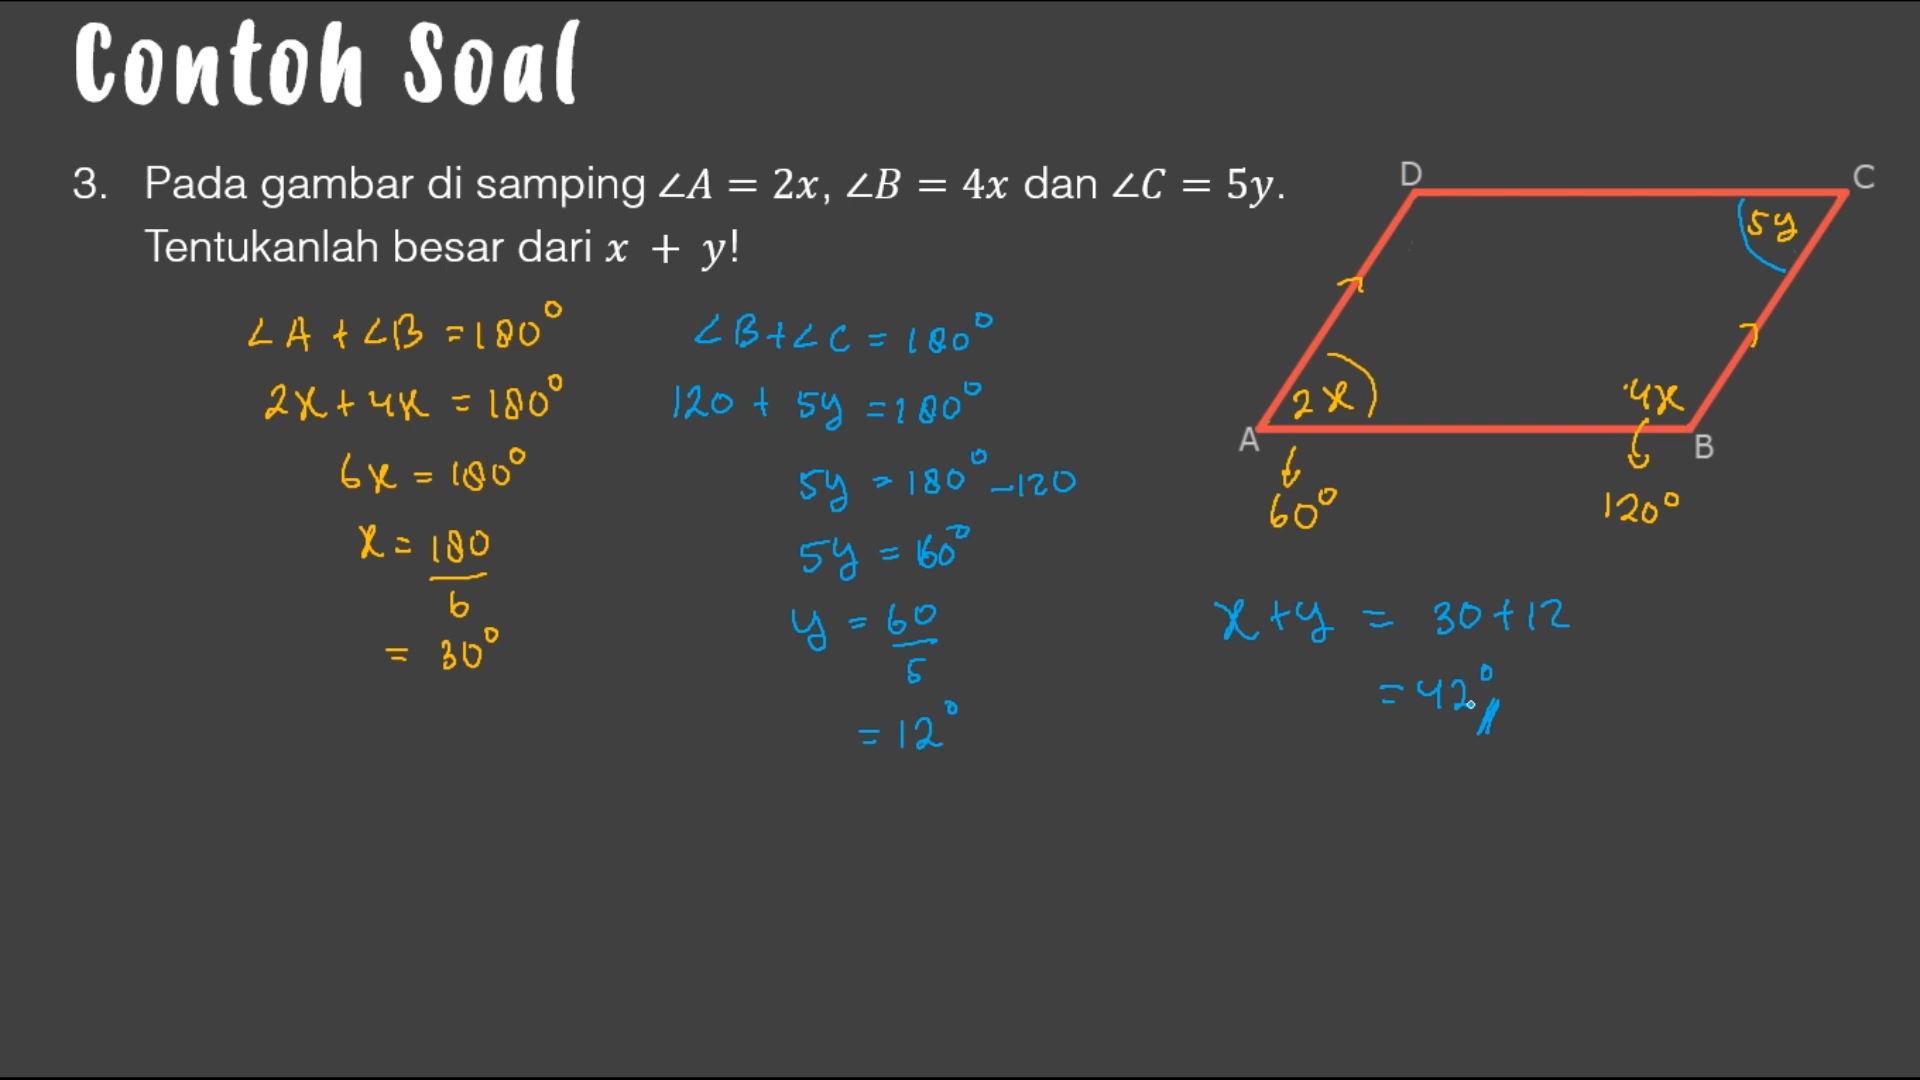 Contoh Soal
3. Pada gambar di samping ∠A = 2x, ∠B = 4x dan ∠C = 5y.
Tentukanlah besar dari x + y!
∠A + ∠B = 180°
2x + 4x = 180°
6x = 180°
x = 180
6
= 30°
∠B + ∠C = 180°
120 + 5y = 180°
5y = 180° - 120
5y = 60°
y = 60
5
= 12°
D
C
5y
2x
4x
A
B
60°
120°
x + y = 30 + 12
= 42°